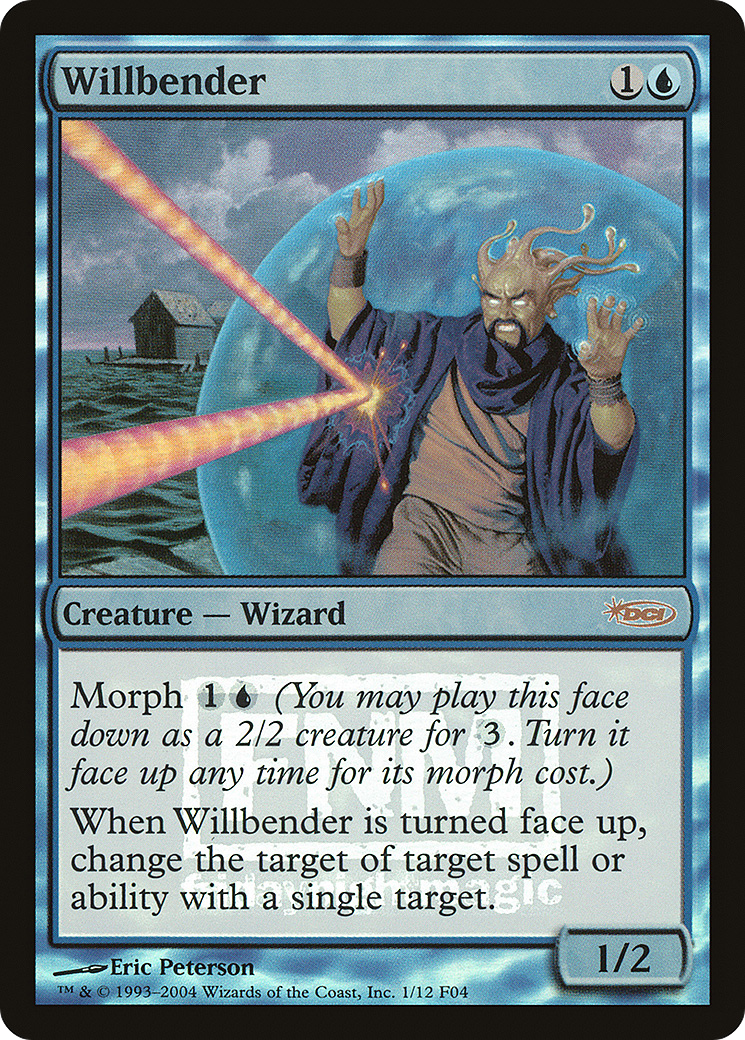 Willbender 1
Creature — Wizard DCI
Morph 1 (You may play this face
down as a 2/2 creature for 3. Turn it
face up any time for its morph cost.)
When Willbender is turned face up,
change the target of target spell or
ability with a single target.
FNM
fridaynightmagic
1/2
Eric Peterson
™ & © 1993–2004 Wizards of the Coast, Inc. 1/12 F04